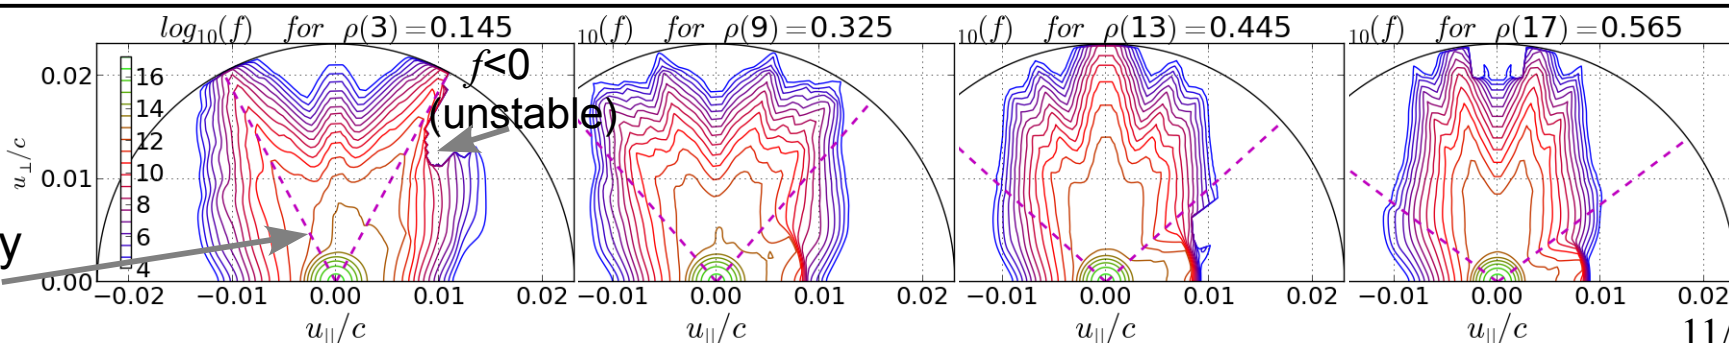 log₁₀(f) for ρ(3)=0.145
₁₀(f) for ρ(9)=0.325
₁₀(f) for ρ(13)=0.445
₁₀(f) for ρ(17)=0.565
f<0
(unstable)
u⊥/c
0.02
0.01
0.00
16
14
12
10
8
6
4
y
−0.02 −0.01 0.00 0.01 0.02
−0.01 0.00 0.01 0.02
−0.01 0.00 0.01 0.02
−0.01 0.00 0.01 0.02
u||/c
u||/c
u||/c
u||/c
11/